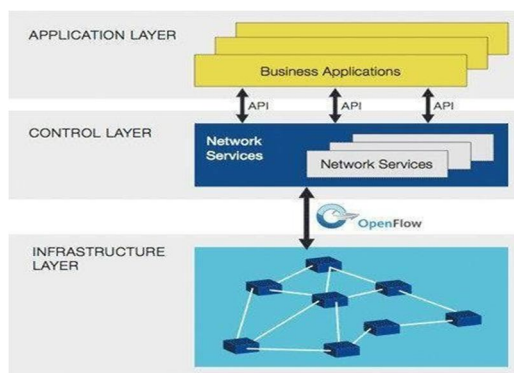 APPLICATION LAYER
Business Applications
API
API
API
CONTROL LAYER
Network
Services
Network Services
OpenFlow
INFRASTRUCTURE
LAYER